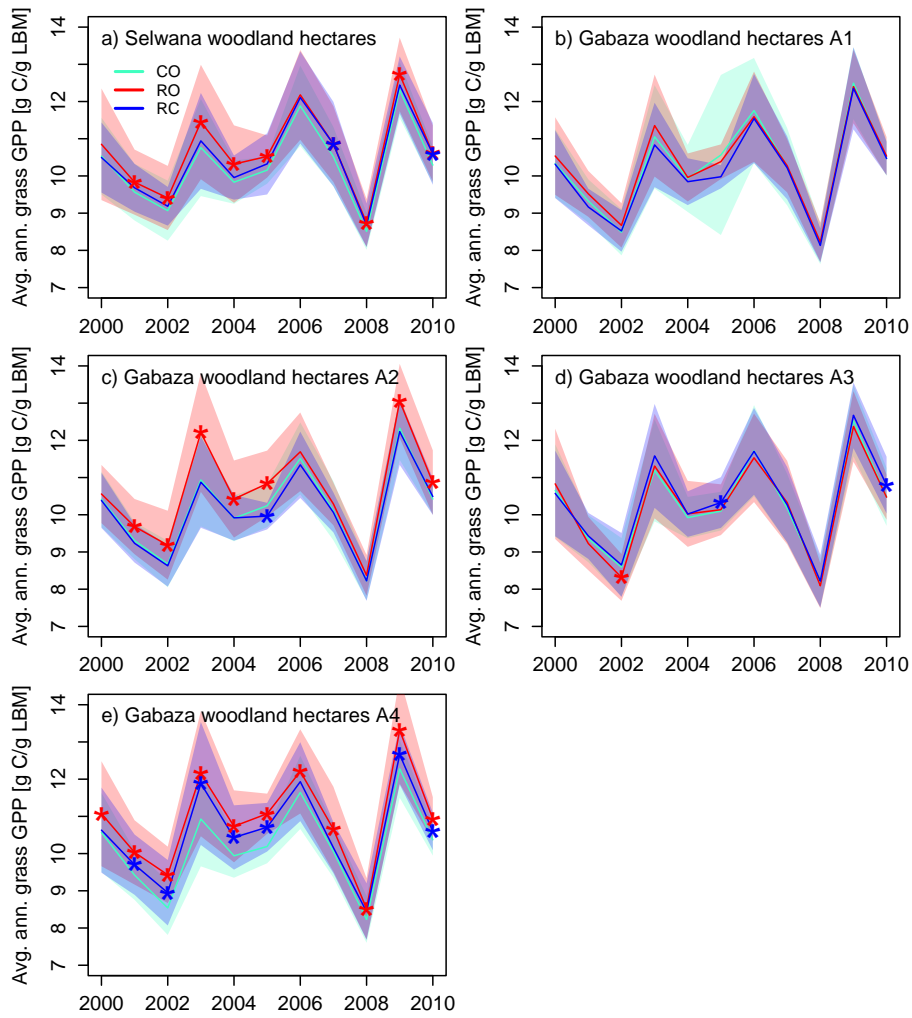 a) Selwana woodland hectares
CO
RO
RC
Avg. ann. grass GPP [g C/g LBM]
14
12
10
9
8
7
2000 2002 2004 2006 2008 2010
b) Gabaza woodland hectares A1
Avg. ann. grass GPP [g C/g LBM]
14
12
10
9
8
7
2000 2002 2004 2006 2008 2010
c) Gabaza woodland hectares A2
Avg. ann. grass GPP [g C/g LBM]
14
12
10
9
8
7
2000 2002 2004 2006 2008 2010
d) Gabaza woodland hectares A3
Avg. ann. grass GPP [g C/g LBM]
14
12
10
9
8
7
2000 2002 2004 2006 2008 2010
e) Gabaza woodland hectares A4
Avg. ann. grass GPP [g C/g LBM]
14
12
10
9
8
7
2000 2002 2004 2006 2008 2010